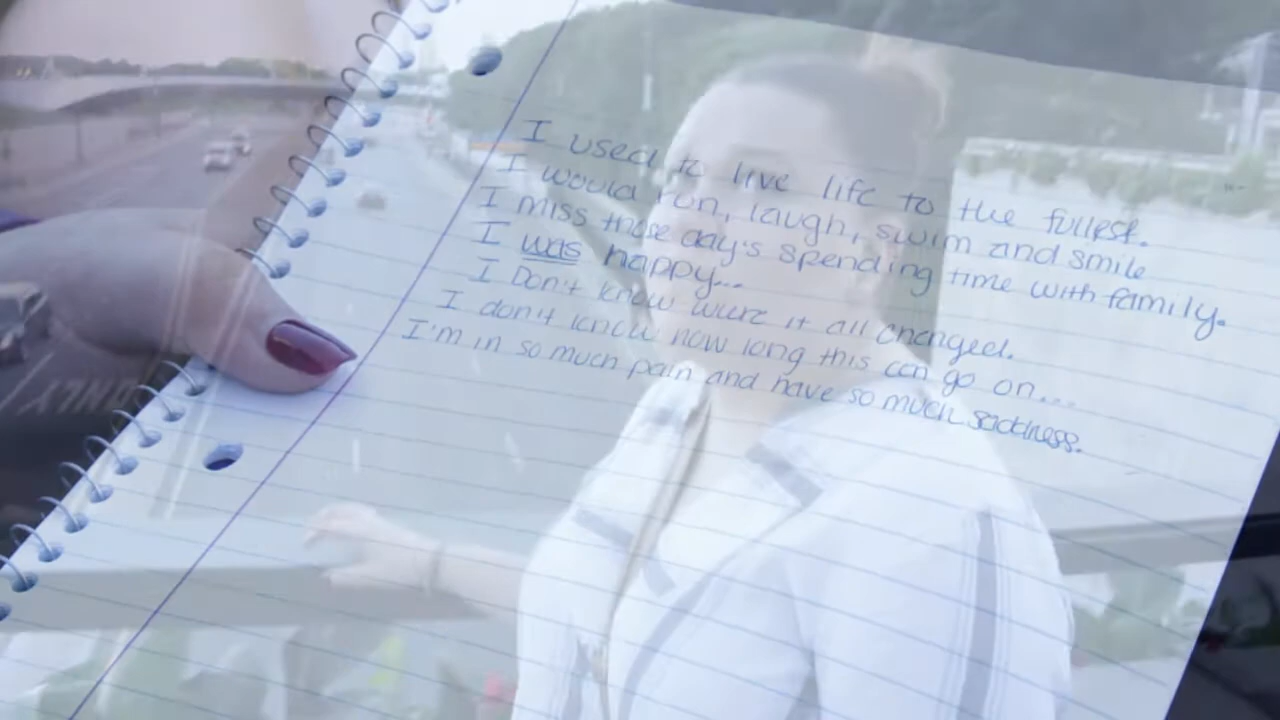 I used to live life to the fullest.
I would run, laugh, swim and smile
I miss those day's spending time with family.
I was happy...
I Don't know were it all changed.
I don't know how long this can go on...
I'm in so much pain and have so much sadness.
ONLY